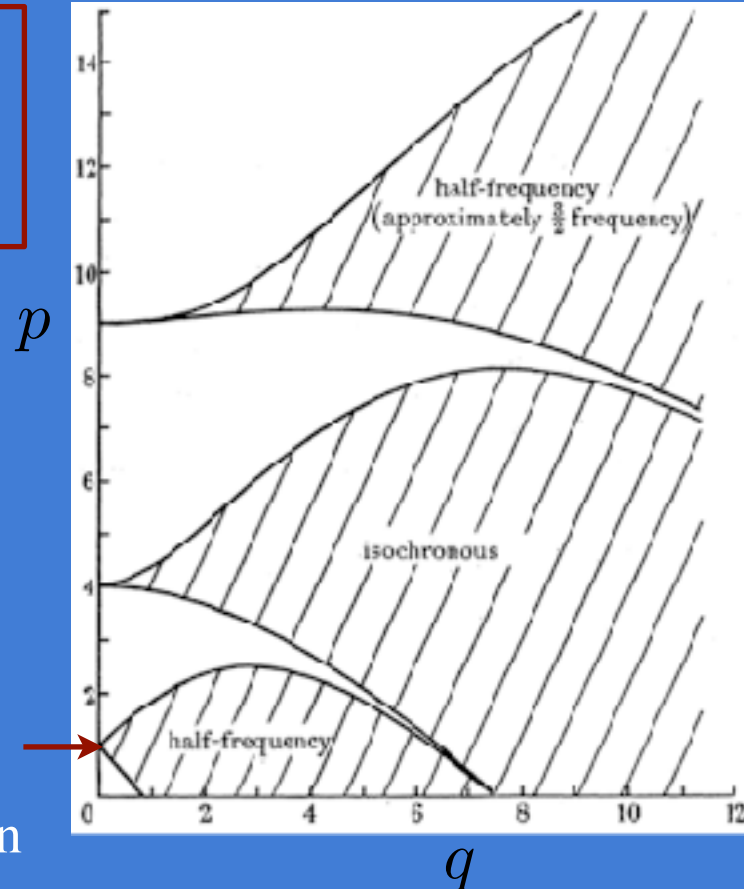 14
12
half-frequency
(approximately 3/2 frequency)
10
p
8
6
isochronous
4
2
half-frequency
0 2 4 6 8 10 12
n
q